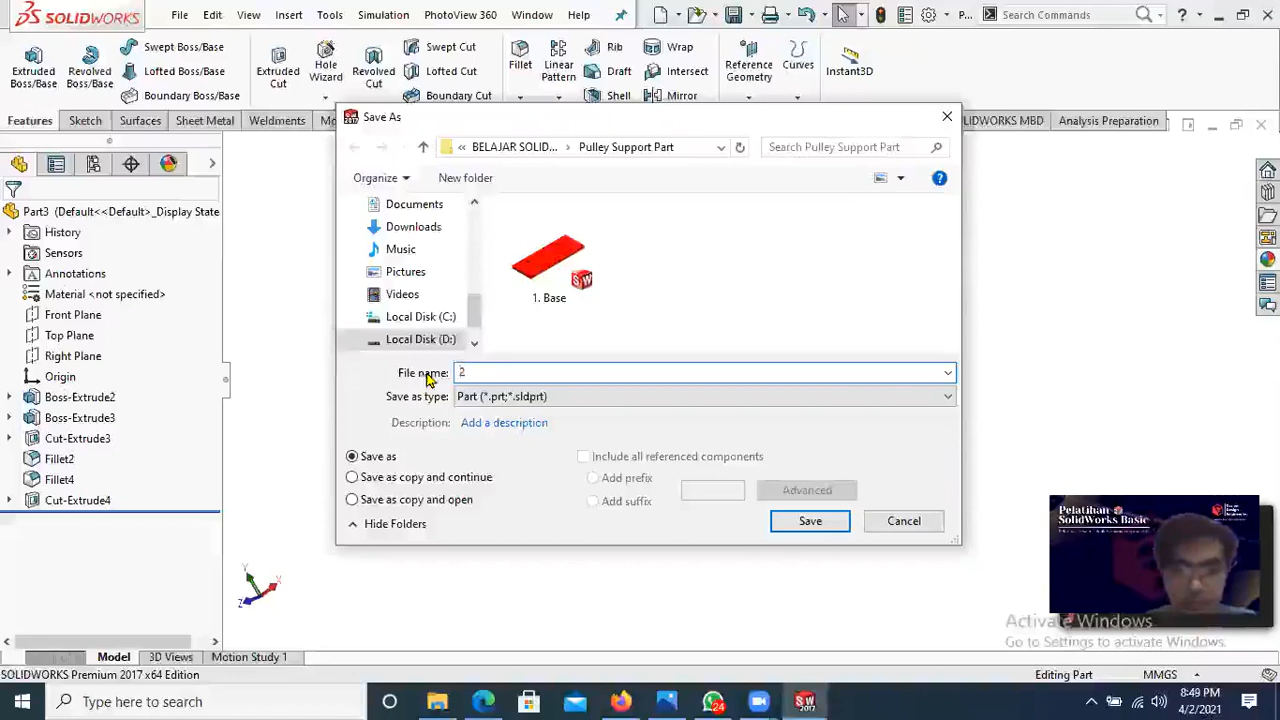 SOLIDWORKS File Edit View Insert Tools Simulation PhotoView 360 Window Help P... Search Commands
Extruded Boss/Base
Revolved Boss/Base
Swept Boss/Base
Lofted Boss/Base
Boundary Boss/Base
Extruded Cut
Hole Wizard
Revolved Cut
Swept Cut
Lofted Cut
Boundary Cut
Fillet
Linear Pattern
Rib
Draft
Shell
Wrap
Intersect
Mirror
Reference Geometry
Curves
Instant3D
Features Sketch Surfaces Sheet Metal Weldments OLIDWORKS MBD Analysis Preparation
Part3 (Default<<Default>_Display State
History
Sensors
Annotations
Material <not specified>
Front Plane
Top Plane
Right Plane
Origin
Boss-Extrude2
Boss-Extrude3
Cut-Extrude3
Fillet2
Fillet4
Cut-Extrude4
Save As
« BELAJAR SOLID... › Pulley Support Part
Search Pulley Support Part
Organize New folder
Documents
Downloads
Music
Pictures
Videos
Local Disk (C:)
Local Disk (D:)
SW
1. Base
File name: 2
Save as type: Part (*.prt;*.sldprt)
Description: Add a description
Save as
Save as copy and continue
Save as copy and open
Include all referenced components
Add prefix
Add suffix
Advanced
Hide Folders
Save Cancel
Y
X
Z
Pelatihan
SolidWorks Basic
Activate Windows
Go to Settings to activate Windows.
Model 3D Views Motion Study 1
SOLIDWORKS Premium 2017 x64 Edition Editing Part MMGS
Type here to search
24
SW
2017
8:49 PM
4/2/2021